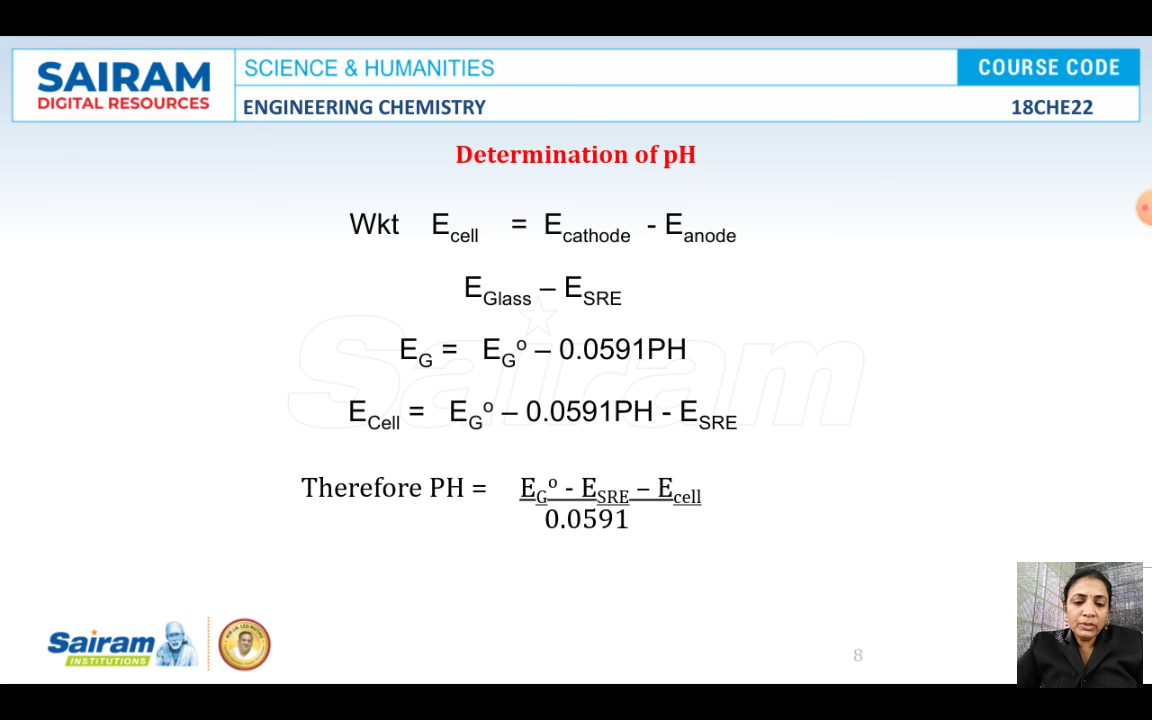 SAIRAM
DIGITAL RESOURCES
SCIENCE & HUMANITIES
COURSE CODE
ENGINEERING CHEMISTRY
18CHE22
Determination of pH
Wkt E_cell = E_cathode - E_anode
E_Glass – E_SRE
E_G = E_G° – 0.0591PH
E_Cell = E_G° – 0.0591PH - E_SRE
Therefore PH = E_G° - E_SRE – E_cell
0.0591
Sairam
Sairam
INSTITUTIONS
8